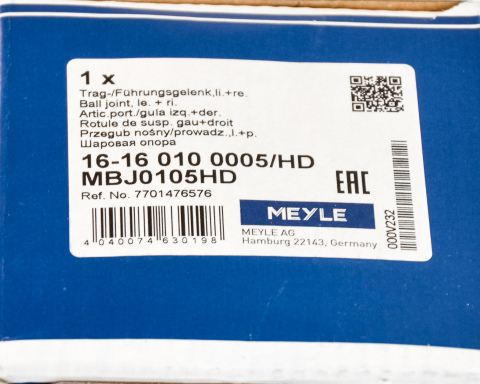 1 x
Trag-/Führungsgelenk,li.+re.
Ball joint, le. + ri.
Artic.port./guia izq.+der.
Rotule de susp. gau+droit
Przegub nośny/prowadz.,l.+p.
Шаровая опора
16-16 010 0005/HD
MBJ0105HD
Ref. No. 7701476576
EAC
MEYLE
4 040074 630198
MEYLE AG
Hamburg 22143, Germany
000V232